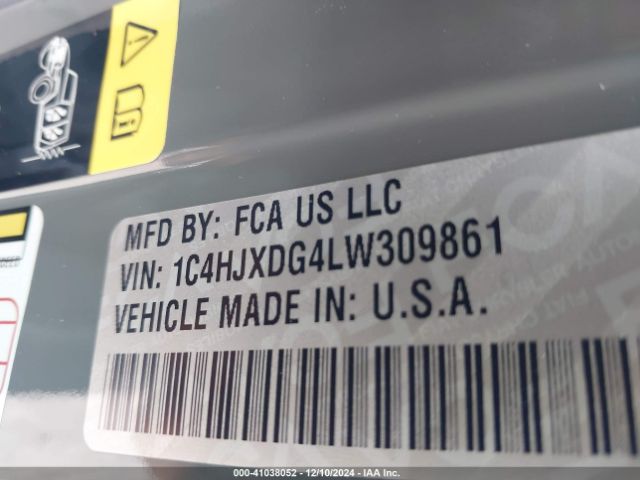 MFD BY: FCA US LLC
VIN: 1C4HJXDG4LW309861
VEHICLE MADE IN: U.S.A.
000-41038052 - 12/10/2024 - IAA Inc.